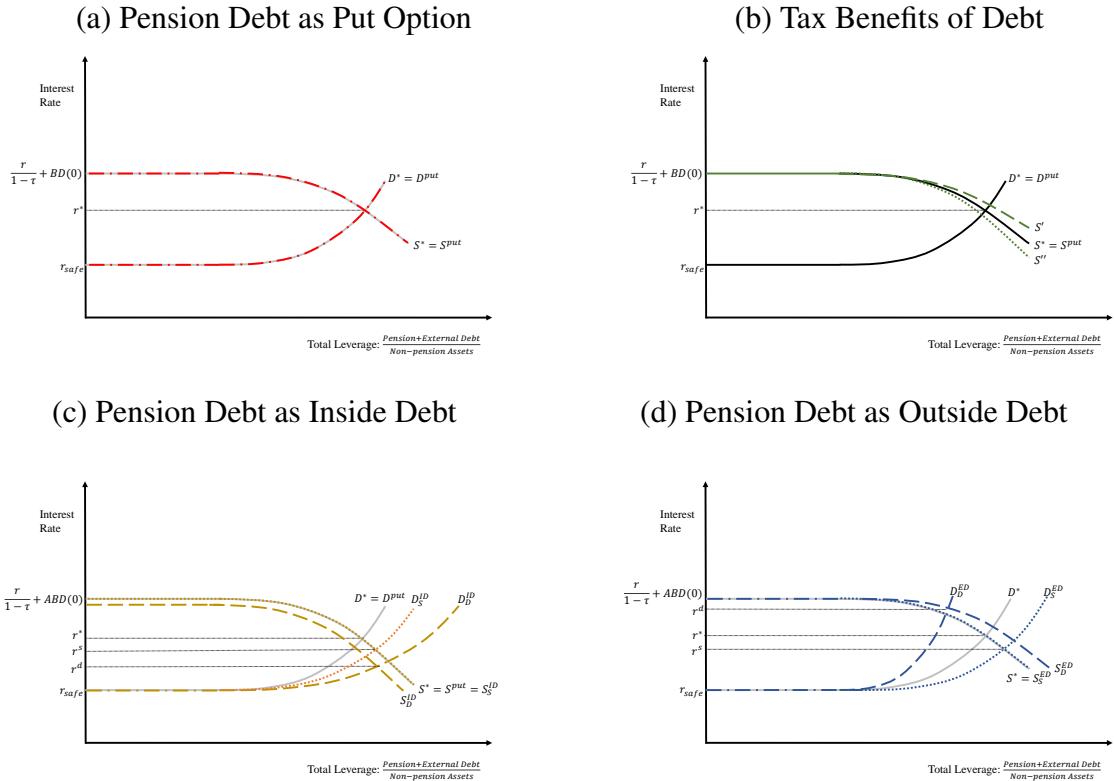 (a) Pension Debt as Put Option
Interest
Rate
r/(1 − τ) + BD(0)
r*
r_safe
D* = D^put
S* = S^put
Total Leverage: Pension+External Debt/Non−pension Assets
(b) Tax Benefits of Debt
Interest
Rate
r/(1 − τ) + BD(0)
r*
r_safe
D* = D^put
S′
S* = S^put
S′′
Total Leverage: Pension+External Debt/Non−pension Assets
(c) Pension Debt as Inside Debt
Interest
Rate
r/(1 − τ) + ABD(0)
r*
r^s
r^d
r_safe
D* = D^put
D_S^ID
D_D^ID
S* = S^put = S_S^ID
S_D^ID
Total Leverage: Pension+External Debt/Non−pension Assets
(d) Pension Debt as Outside Debt
Interest
Rate
r/(1 − τ) + ABD(0)
r^d
r*
r^s
r_safe
D_D^ED
D*
D_S^ED
S_D^ED
S* = S_S^ED
Total Leverage: Pension+External Debt/Non−pension Assets